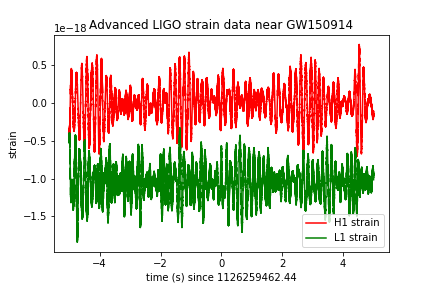 Advanced LIGO strain data near GW150914
1e−18
0.5
0.0
−0.5
−1.0
−1.5
strain
−4
−2
0
2
4
time (s) since 1126259462.44
H1 strain
L1 strain